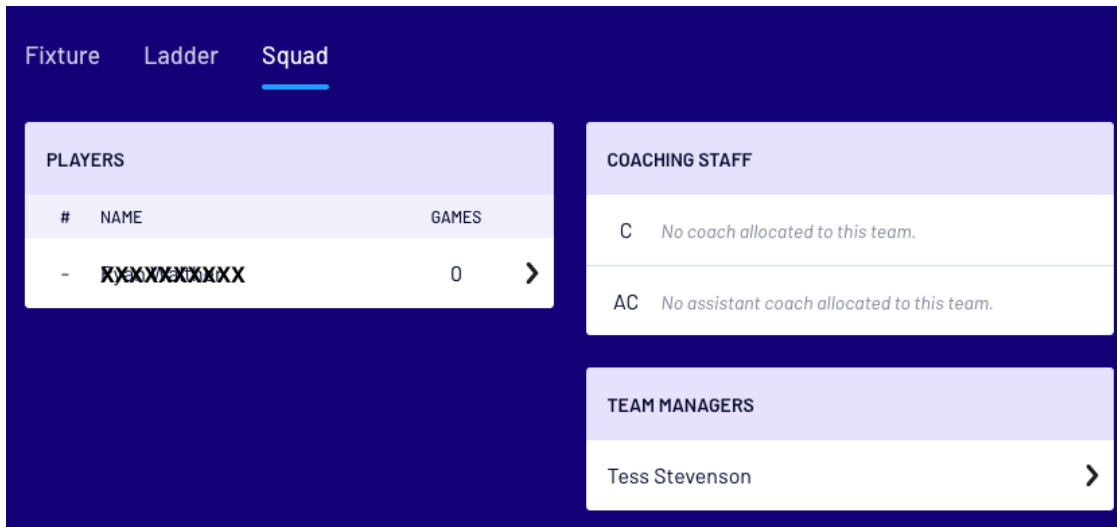 Fixture Ladder Squad
PLAYERS
# NAME GAMES
- XXXXXXXXXX 0
COACHING STAFF
C No coach allocated to this team.
AC No assistant coach allocated to this team.
TEAM MANAGERS
Tess Stevenson